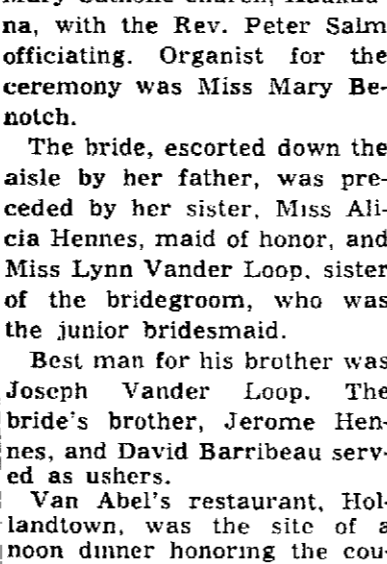 Mary Catholic church, Kaukau-
na, with the Rev. Peter Salm
officiating. Organist for the
ceremony was Miss Mary Be-
notch.
The bride, escorted down the
aisle by her father, was pre-
ceded by her sister, Miss Ali-
cia Hennes, maid of honor, and
Miss Lynn Vander Loop, sister
of the bridegroom, who was
the junior bridesmaid.
Best man for his brother was
Joseph Vander Loop. The
bride's brother, Jerome Hen-
nes, and David Barribeau serv-
ed as ushers.
Van Abel's restaurant, Hol-
landtown, was the site of a
noon dinner honoring the cou-